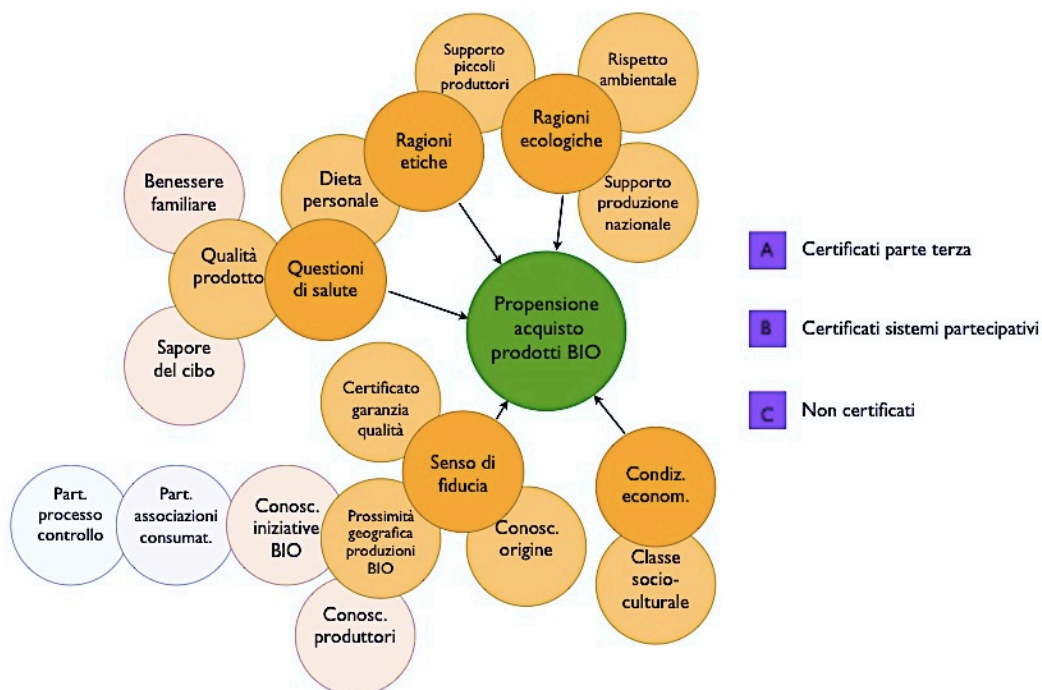 Supporto
piccoli
produttori
Rispetto
ambientale
Ragioni
etiche
Ragioni
ecologiche
Benessere
familiare
Dieta
personale
Supporto
produzione
nazionale
Qualità
prodotto
Questioni
di salute
A Certificati parte terza
Propensione
acquisto
prodotti BIO
B Certificati sistemi partecipativi
Sapore
del cibo
Certificato
garanzia
qualità
C Non certificati
Senso di
fiducia
Condiz.
econom.
Part.
processo
controllo
Part.
associazioni
consumat.
Conosc.
iniziative
BIO
Prossimità
geografica
produzioni
BIO
Conosc.
origine
Classe
socio-
culturale
Conosc.
produttori